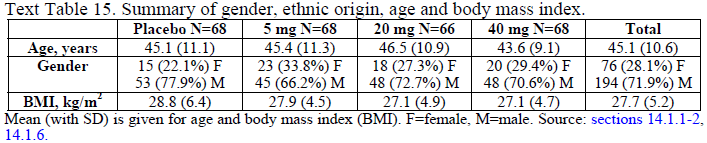 Text Table 15. Summary of gender, ethnic origin, age and body mass index.
Placebo N=68 5 mg N=68 20 mg N=66 40 mg N=68 Total
Age, years 45.1 (11.1) 45.4 (11.3) 46.5 (10.9) 43.6 (9.1) 45.1 (10.6)
Gender 15 (22.1%) F 23 (33.8%) F 18 (27.3%) F 20 (29.4%) F 76 (28.1%) F
53 (77.9%) M 45 (66.2%) M 48 (72.7%) M 48 (70.6%) M 194 (71.9%) M
BMI, kg/m² 28.8 (6.4) 27.9 (4.5) 27.1 (4.9) 27.1 (4.7) 27.7 (5.2)
Mean (with SD) is given for age and body mass index (BMI). F=female, M=male. Source: sections 14.1.1-2,
14.1.6.